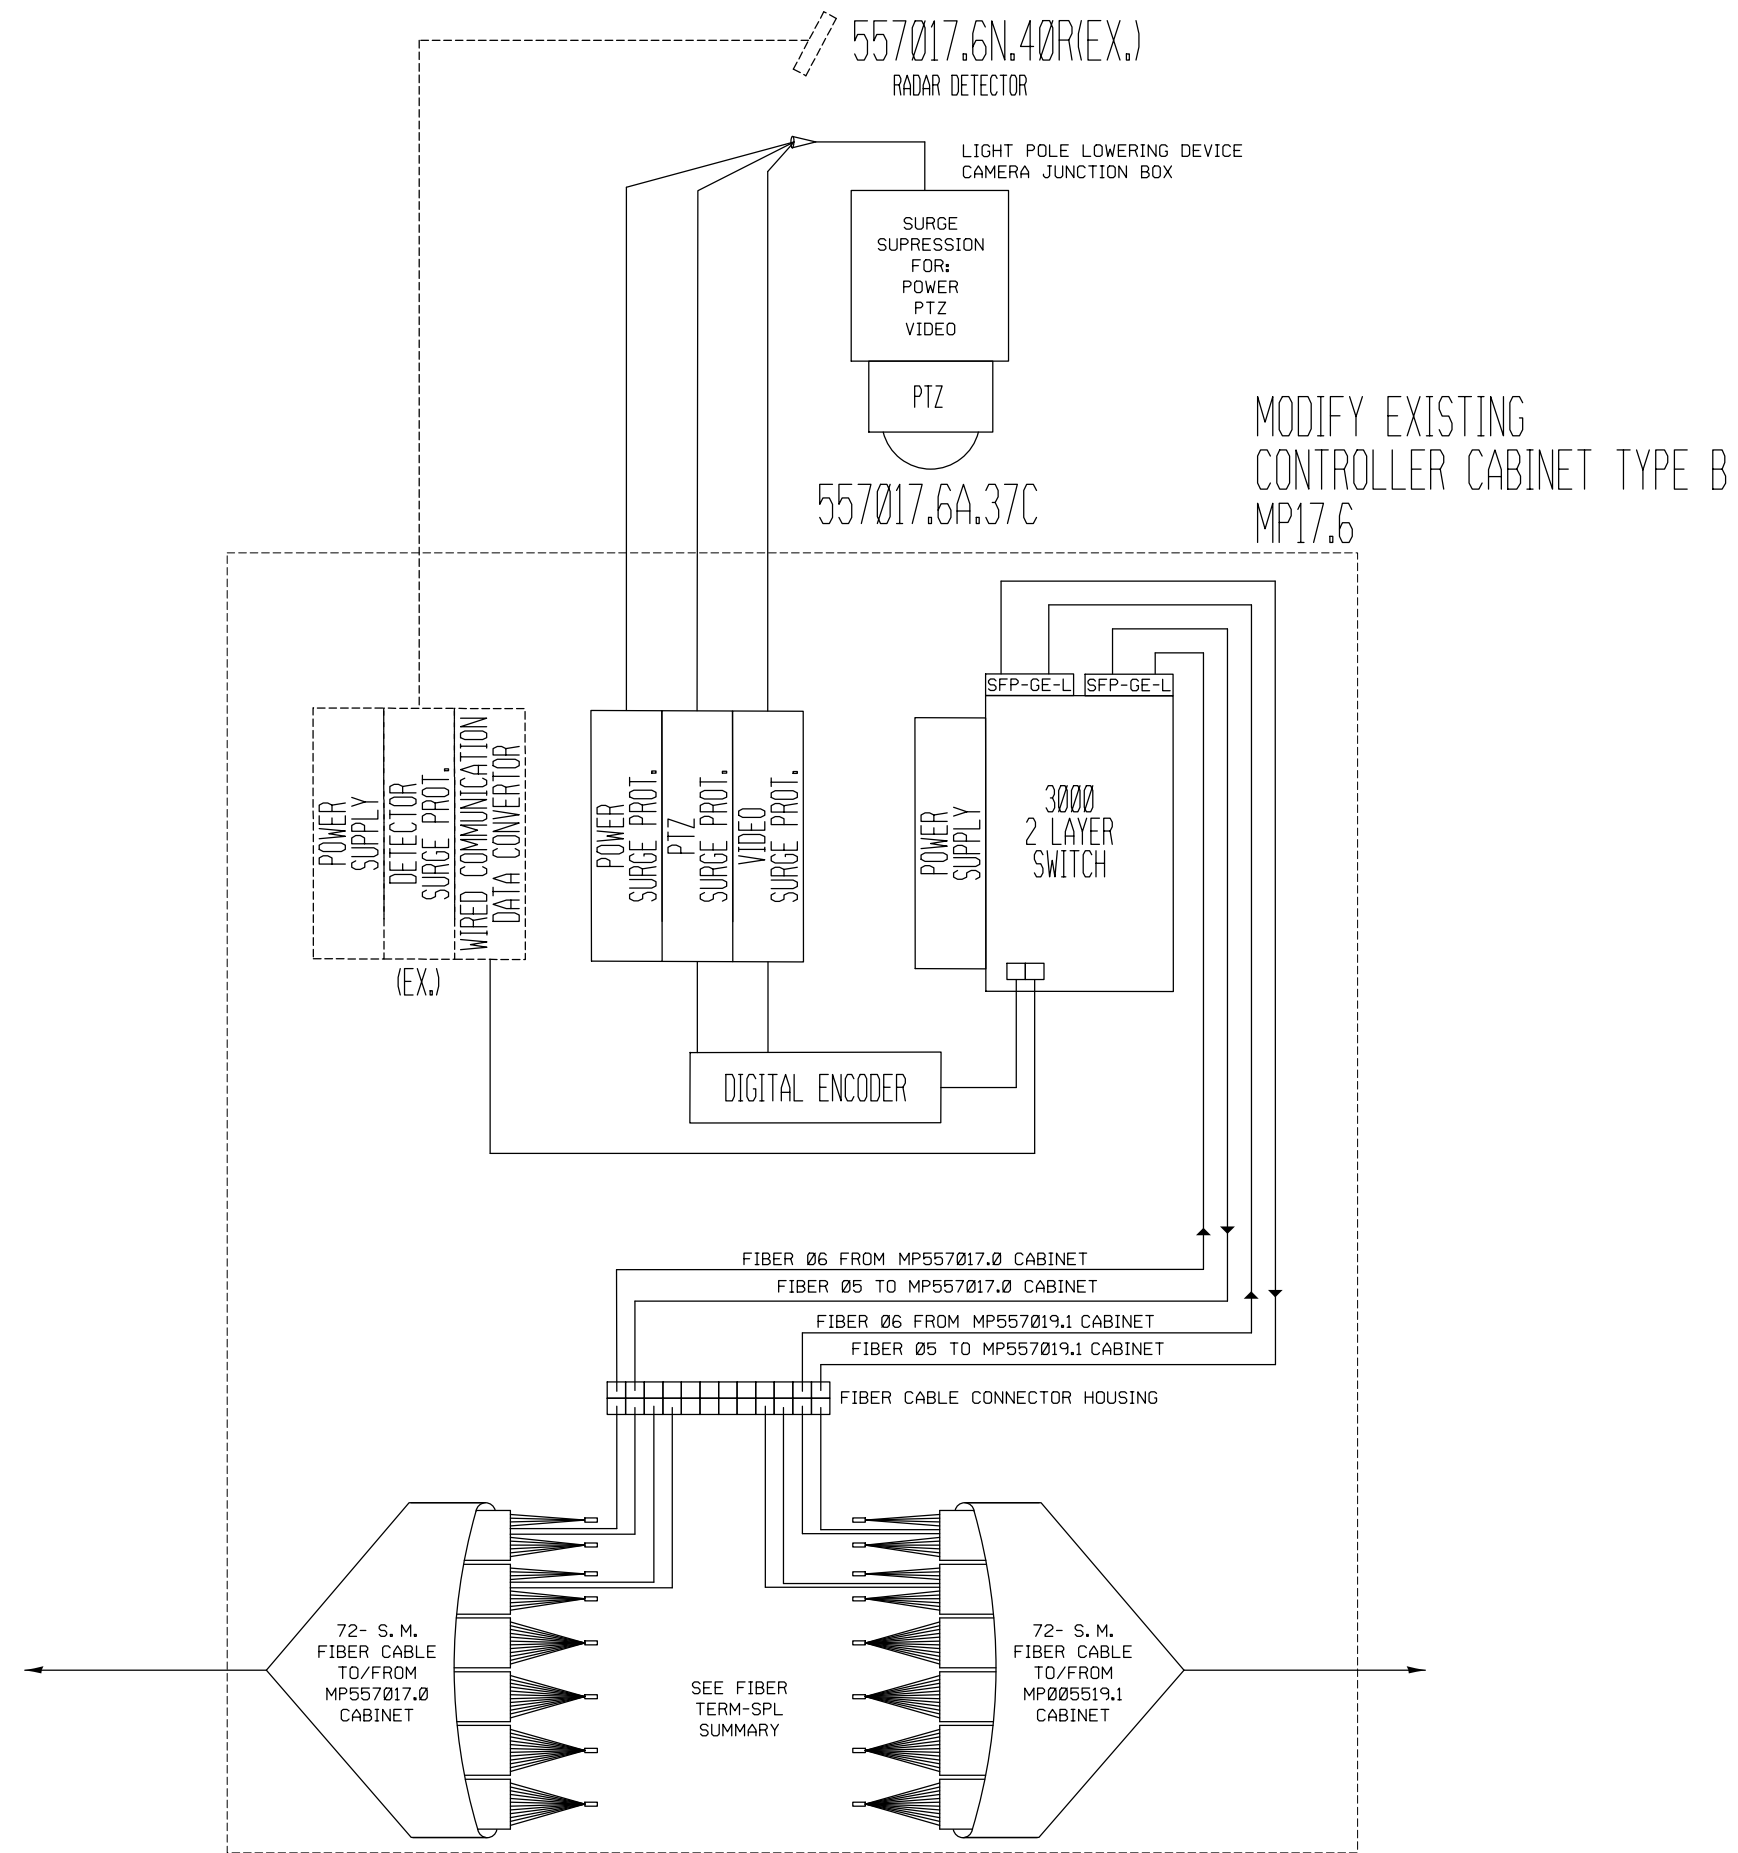 557Ø17.6N.4ØR(EX.)
RADAR DETECTOR
LIGHT POLE LOWERING DEVICE
CAMERA JUNCTION BOX
SURGE
SUPRESSION
FOR:
POWER
PTZ
VIDEO
PTZ
557Ø17.6A.37C
MODIFY EXISTING
CONTROLLER CABINET TYPE B
MP17.6
SFP-GE-L
SFP-GE-L
POWER
SUPPLY
DETECTOR
SURGE PROT.
WIRED COMMUNICATION
DATA CONVERTOR
(EX.)
POWER
SURGE PROT.
PTZ
SURGE PROT.
VIDEO
SURGE PROT.
POWER
SUPPLY
3ØØØ
2 LAYER
SWITCH
DIGITAL ENCODER
FIBER Ø6 FROM MP557Ø17.Ø CABINET
FIBER Ø5 TO MP557Ø17.Ø CABINET
FIBER Ø6 FROM MP557Ø19.1 CABINET
FIBER Ø5 TO MP557Ø19.1 CABINET
FIBER CABLE CONNECTOR HOUSING
72- S.M.
FIBER CABLE
TO/FROM
MP557Ø17.Ø
CABINET
SEE FIBER
TERM-SPL
SUMMARY
72- S.M.
FIBER CABLE
TO/FROM
MPØØ5519.1
CABINET